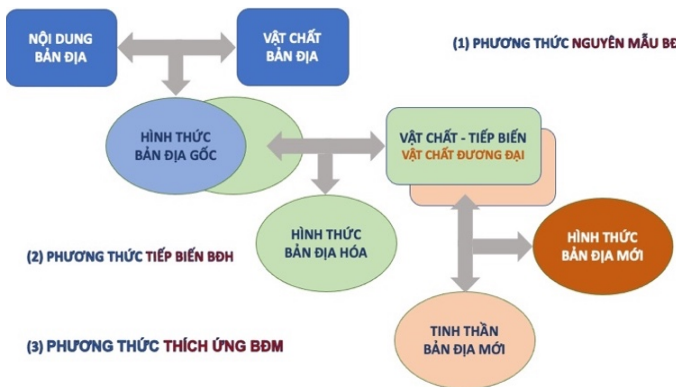 NỘI DUNG
BẢN ĐỊA
VẬT CHẤT
BẢN ĐỊA
(1) PHƯƠNG THỨC NGUYÊN MẪU BĐ
HÌNH THỨC
BẢN ĐỊA GỐC
VẬT CHẤT - TIẾP BIẾN
VẬT CHẤT ĐƯƠNG ĐẠI
HÌNH THỨC
BẢN ĐỊA HÓA
HÌNH THỨC
BẢN ĐỊA MỚI
(2) PHƯƠNG THỨC TIẾP BIẾN BĐH
TINH THẦN
BẢN ĐỊA MỚI
(3) PHƯƠNG THỨC THÍCH ỨNG BĐM